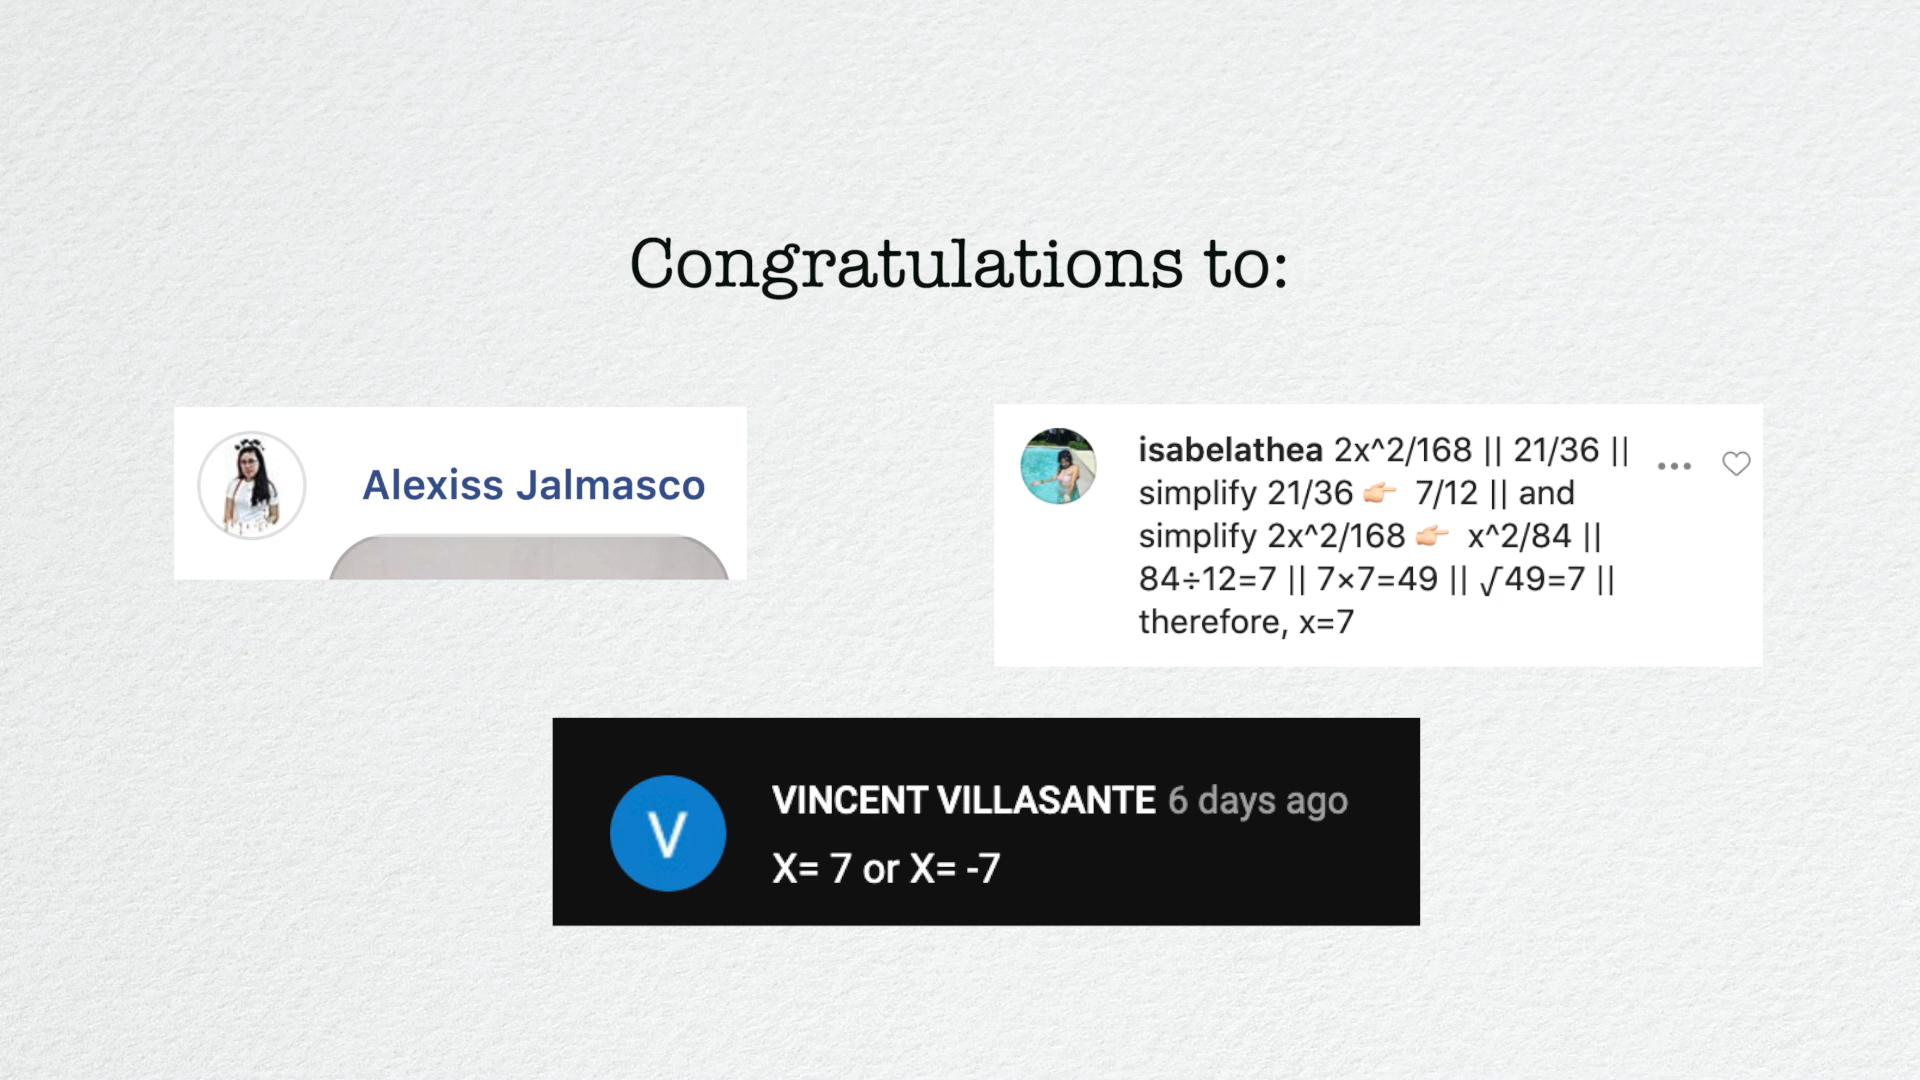 Congratulations to:
Alexiss Jalmasco
isabelathea 2x^2/168 || 21/36 ||
simplify 21/36 👉🏻 7/12 || and
simplify 2x^2/168 👉🏻 x^2/84 ||
84÷12=7 || 7×7=49 || √49=7 ||
therefore, x=7
V
VINCENT VILLASANTE 6 days ago
X= 7 or X= -7